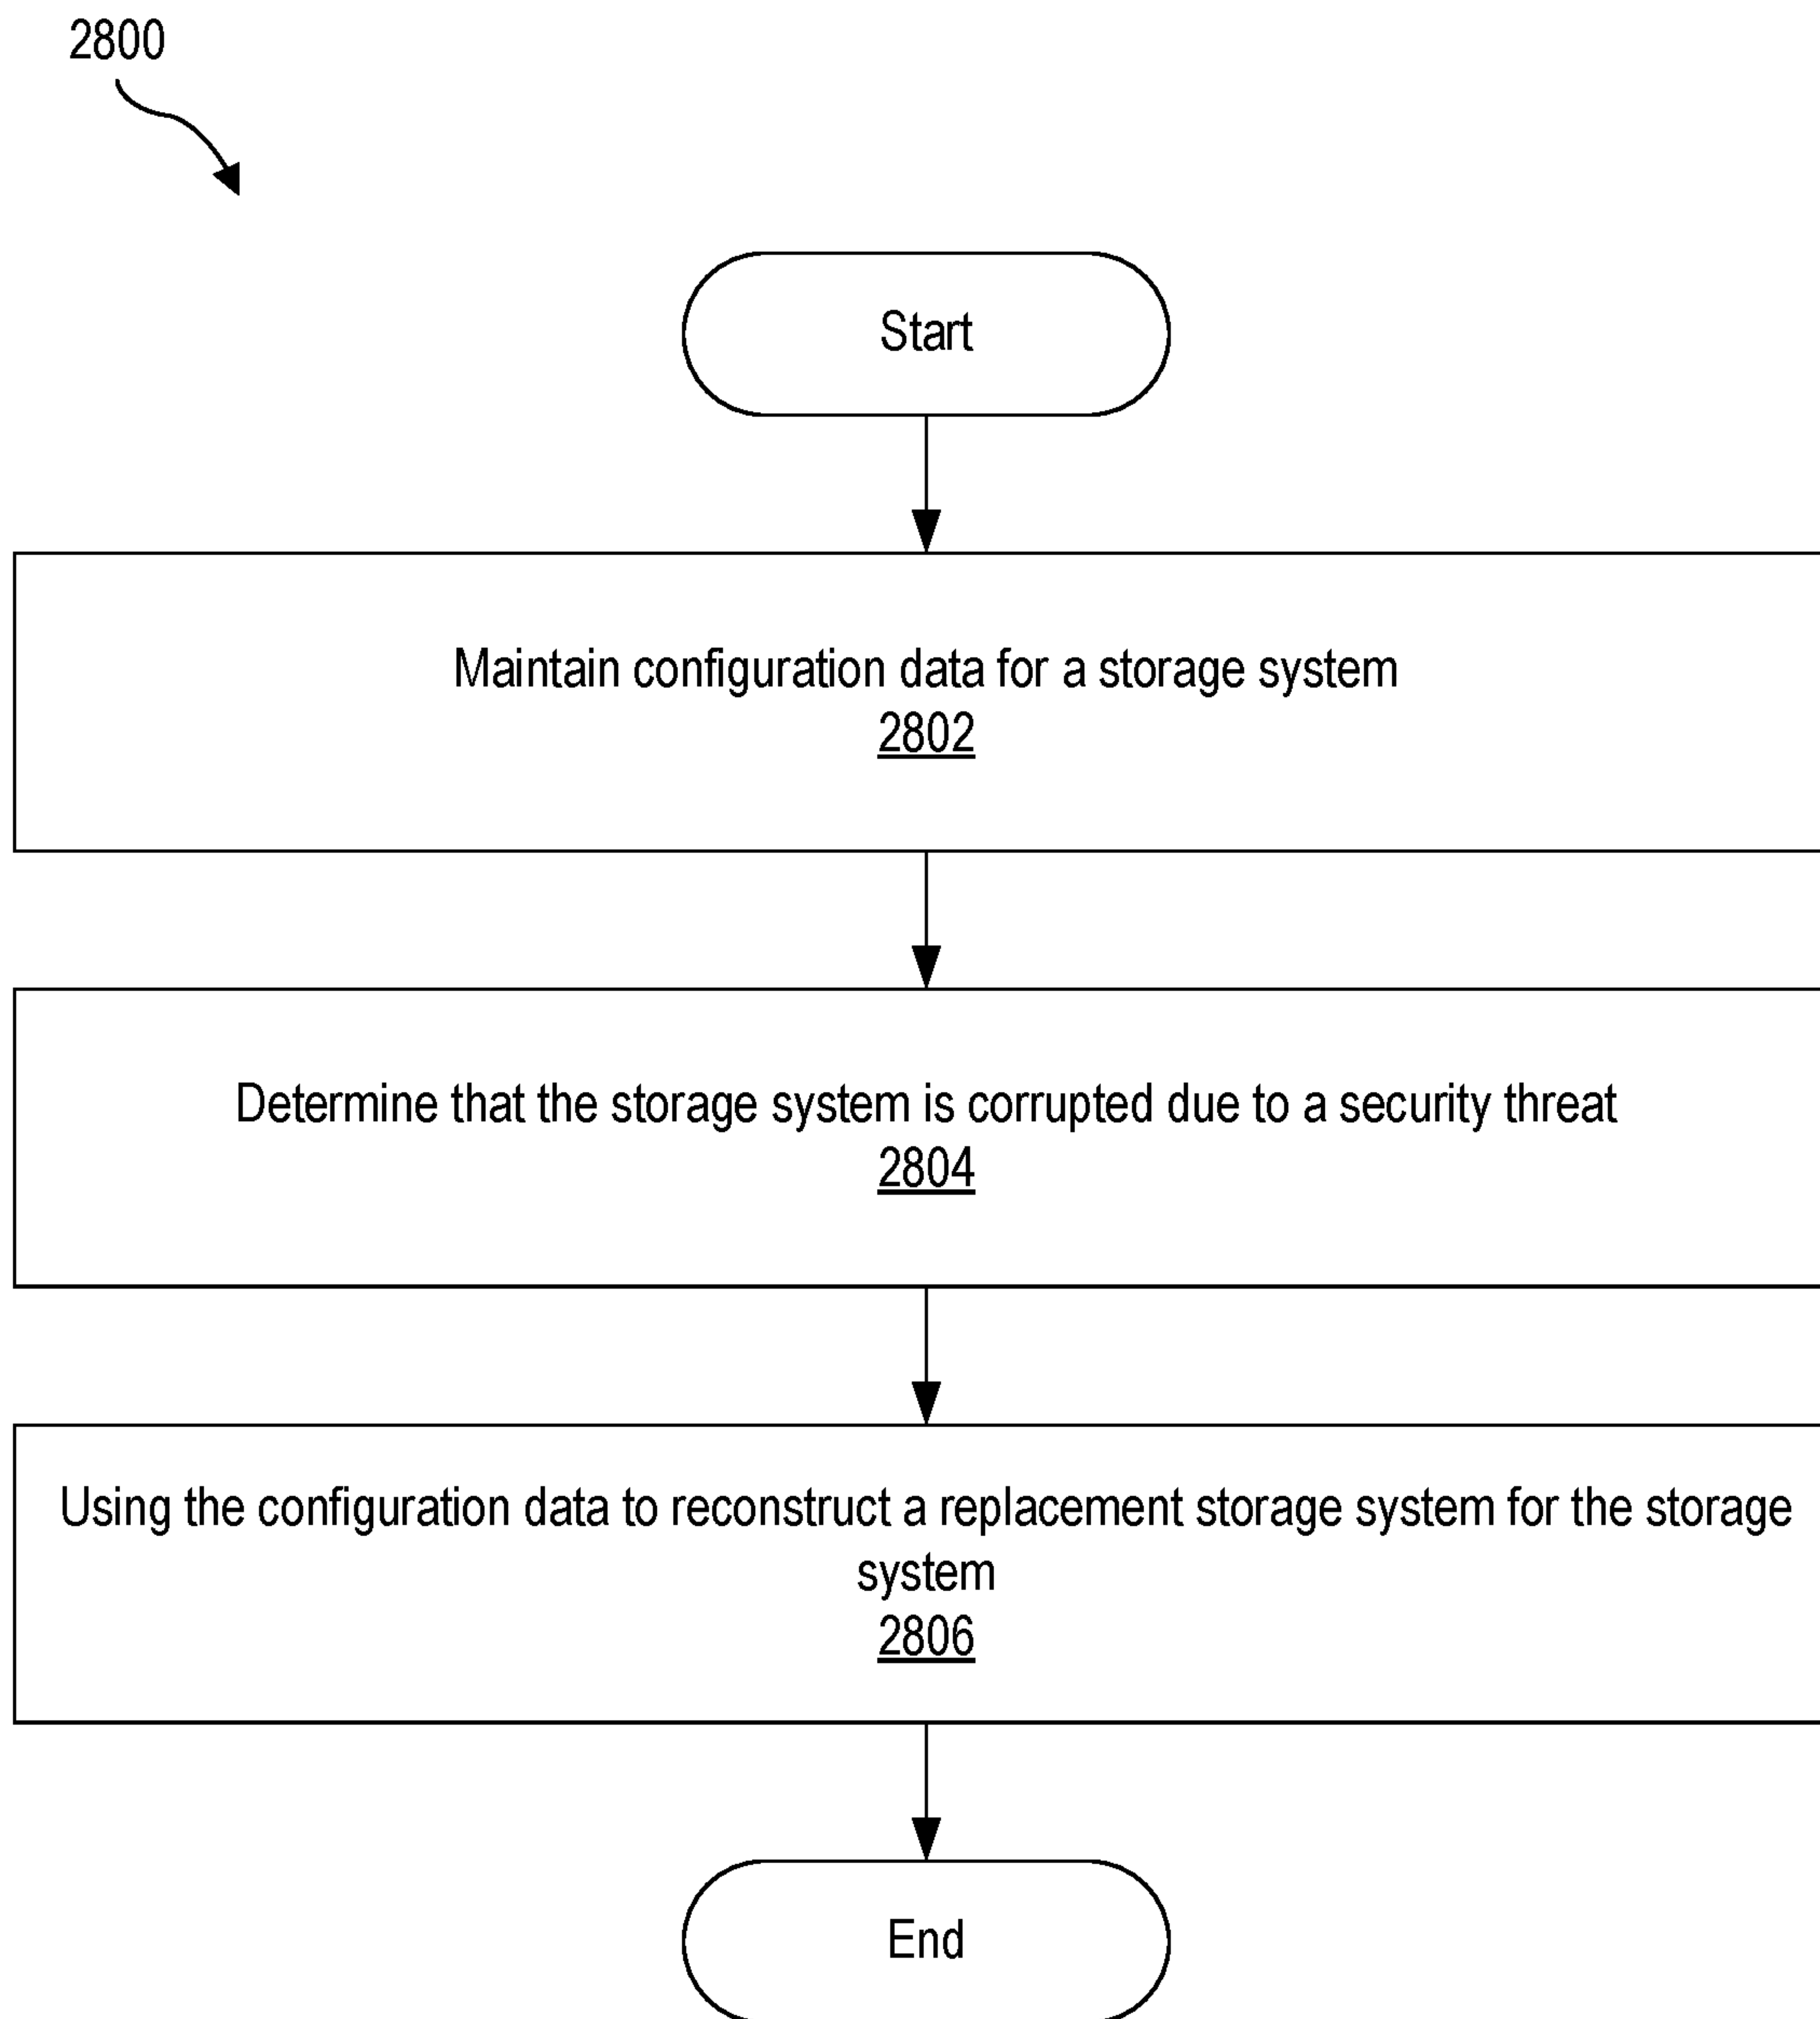 2800
Start
Maintain configuration data for a storage system
2802
Determine that the storage system is corrupted due to a security threat
2804
Using the configuration data to reconstruct a replacement storage system for the storage
system
2806
End